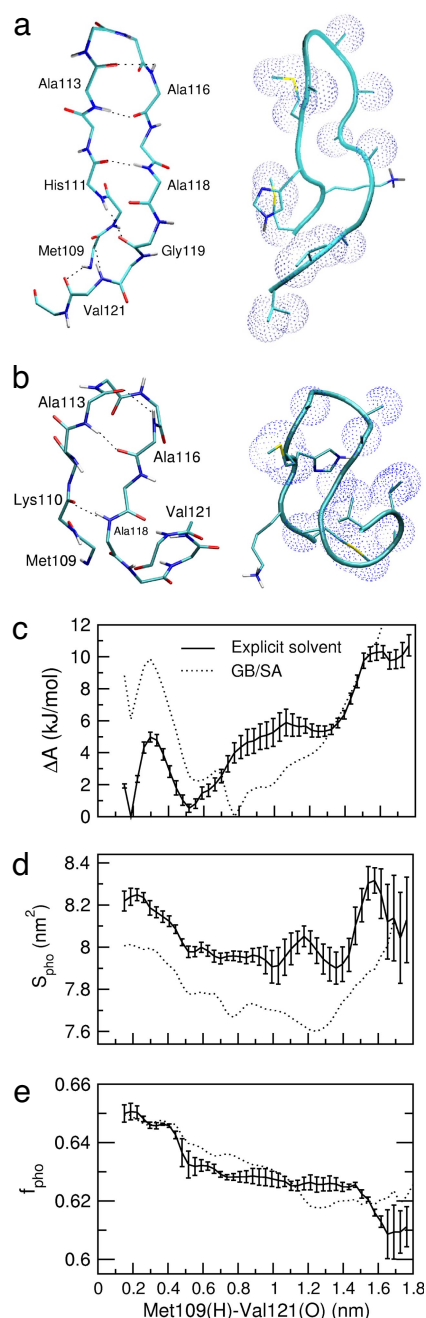 a
Ala113
Ala116
His111
Ala118
Met109
Gly119
Val121
b
Ala113
Ala116
Lys110
Val121
Ala118
Met109
c
12
10
8
6
4
2
0
ΔA (kJ/mol)
Explicit solvent
GB/SA
d
8.4
8.2
8
7.8
7.6
S_pho (nm²)
e
0.66
0.64
0.62
0.6
f_pho
0 0.2 0.4 0.6 0.8 1.0 1.2 1.4 1.6 1.8
Met109(H)-Val121(O) (nm)